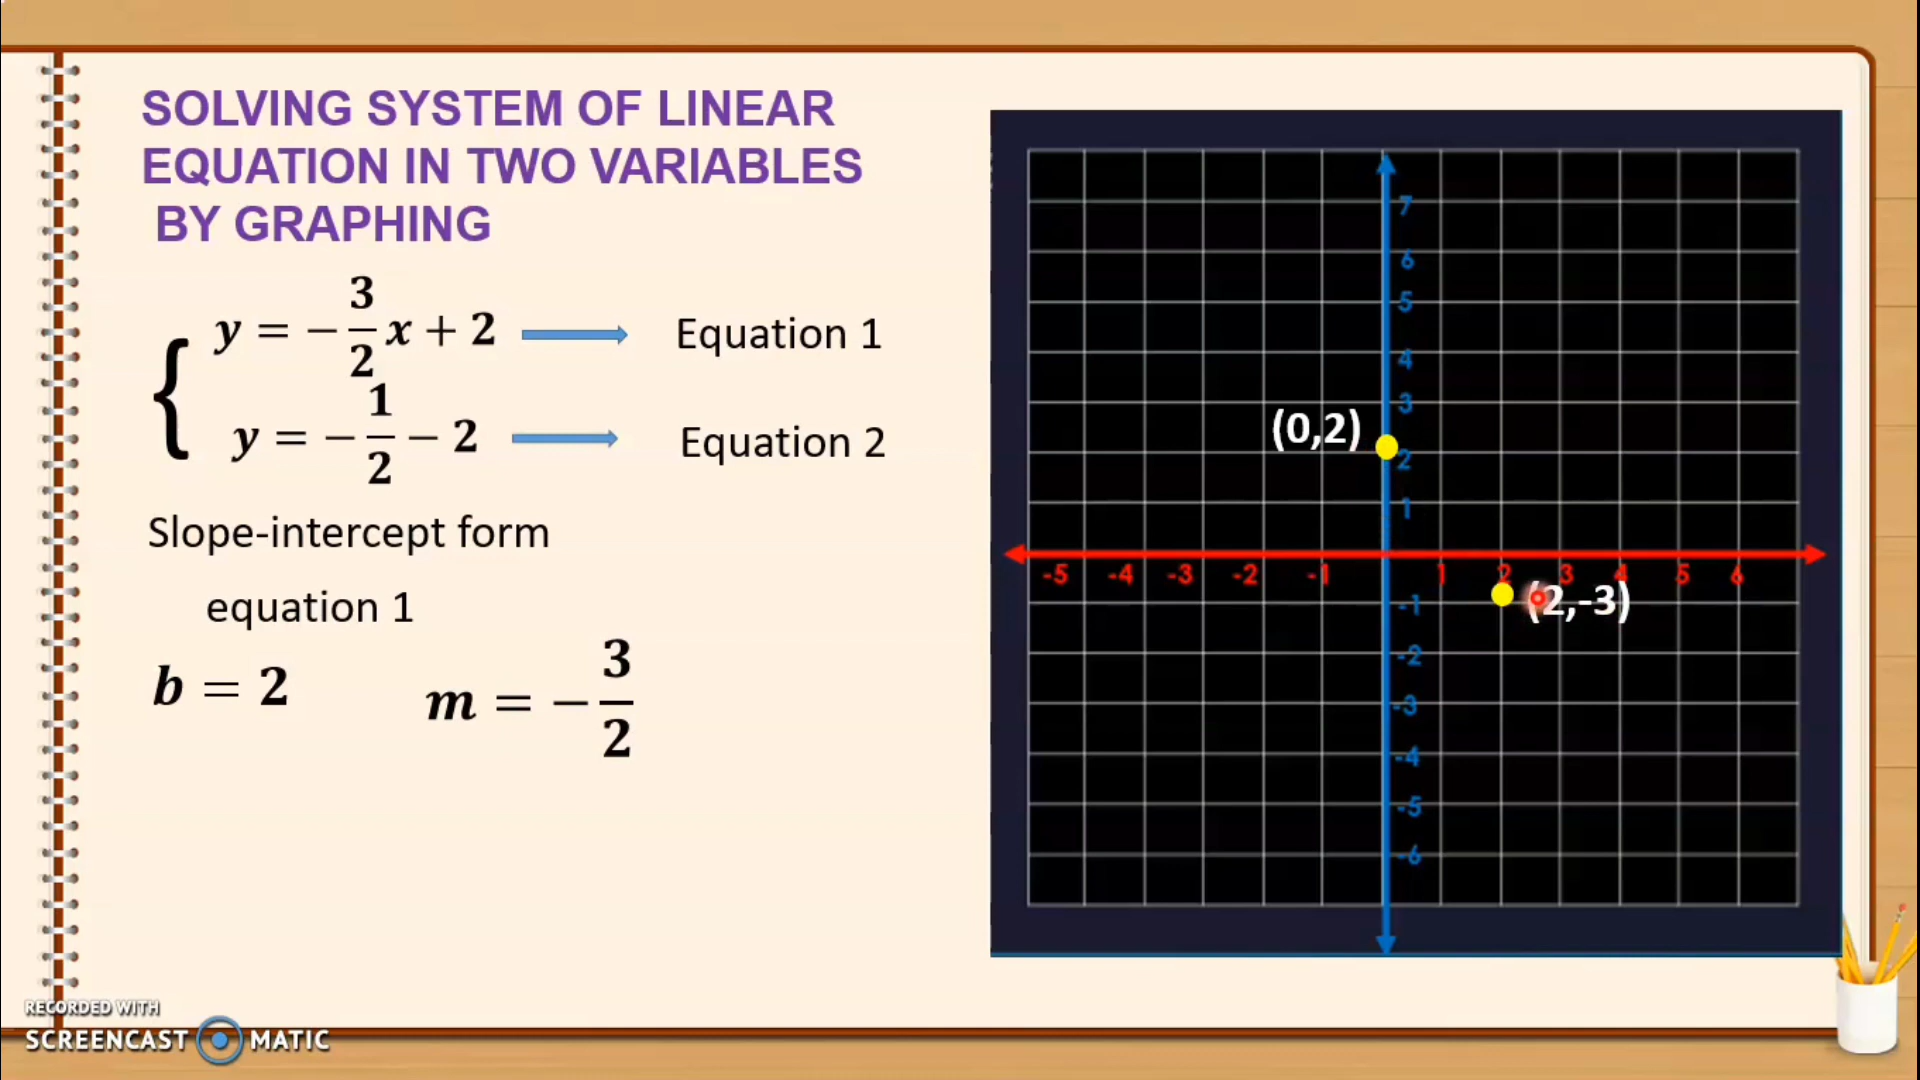 SOLVING SYSTEM OF LINEAR
EQUATION IN TWO VARIABLES
BY GRAPHING
y = -3/2 x + 2 Equation 1
y = -1/2 - 2 Equation 2
Slope-intercept form
equation 1
b = 2 m = -3/2
7
6
5
4
3
(0,2)
2
1
-5 -4 -3 -2 -1 1 2 3 4 5 6
-1 (2,-3)
-2
-3
-4
-5
-6
RECORDED WITH
SCREENCAST MATIC